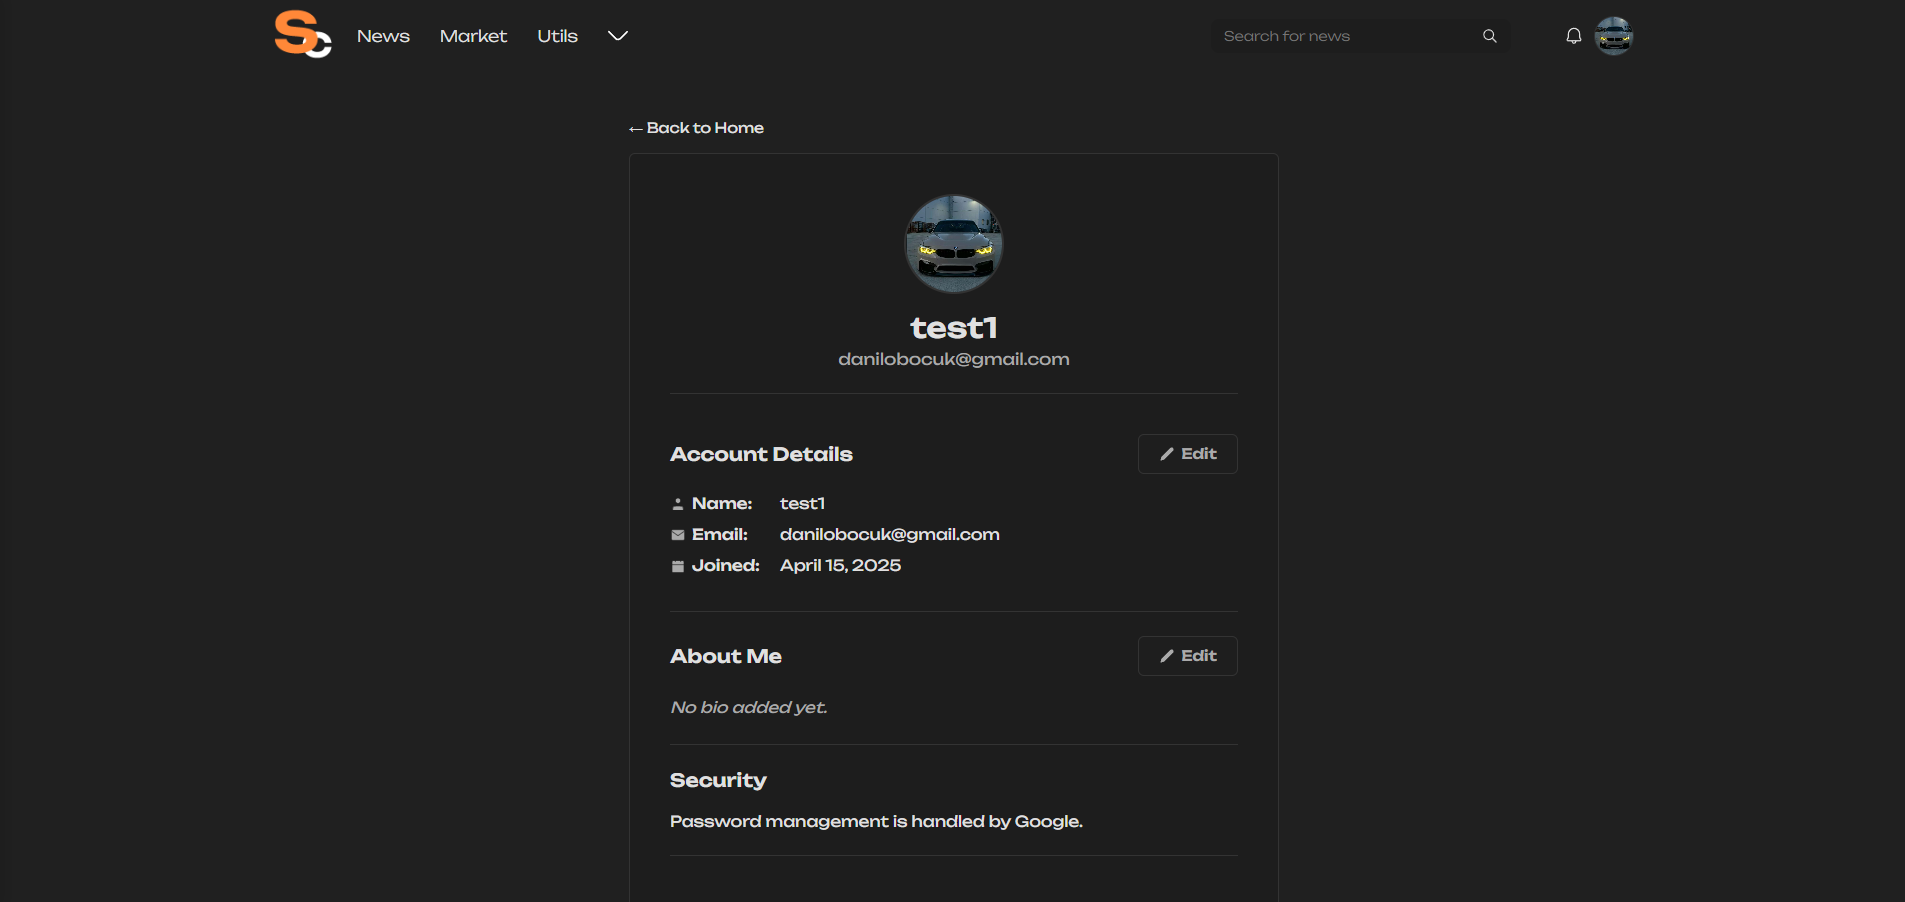 Sc News Market Utils Search for news
← Back to Home
test1
danilobocuk@gmail.com
Account Details Edit
Name: test1
Email: danilobocuk@gmail.com
Joined: April 15, 2025
About Me Edit
No bio added yet.
Security
Password management is handled by Google.